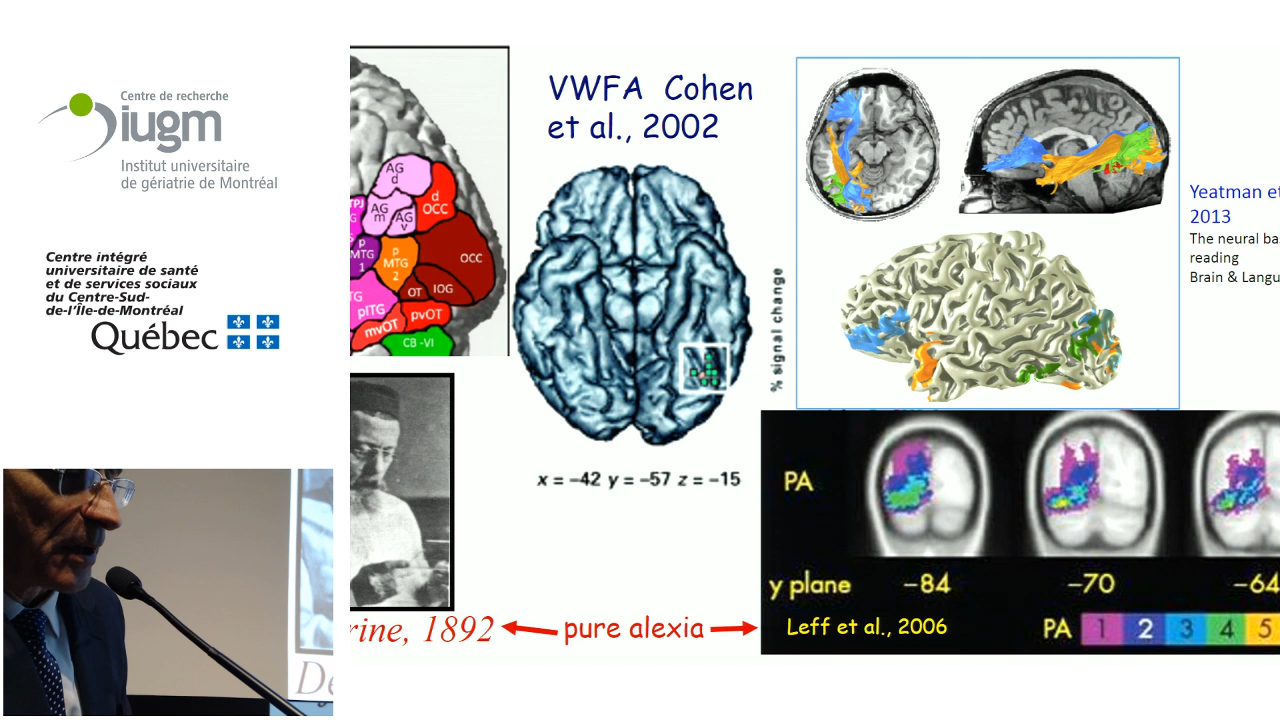 Centre de recherche
iugm
Institut universitaire
de gériatrie de Montréal
Centre intégré
universitaire de santé
et de services sociaux
du Centre-Sud-
de-l'Île-de-Montréal
Québec
AG
d
AG
m
AG
v
d
OCC
OCC
TPJ
p
MTG
1
p
MTG
2
OT
IOG
TG
pITG
mvOT
pvOT
CB -VI
VWFA Cohen
et al., 2002
x = −42 y = −57 z = −15
% signal change
Yeatman et
2013
The neural ba
reading
Brain & Langu
PA
y plane −84 −70 −64
Leff et al., 2006
PA 1 2 3 4 5
rine, 1892
pure alexia